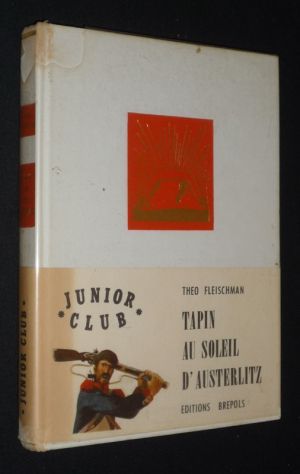 JUNIOR
* CLUB *
THEO FLEISCHMAN
TAPIN
AU SOLEIL
D'AUSTERLITZ
EDITIONS BREPOLS
* JUNIOR CLUB *